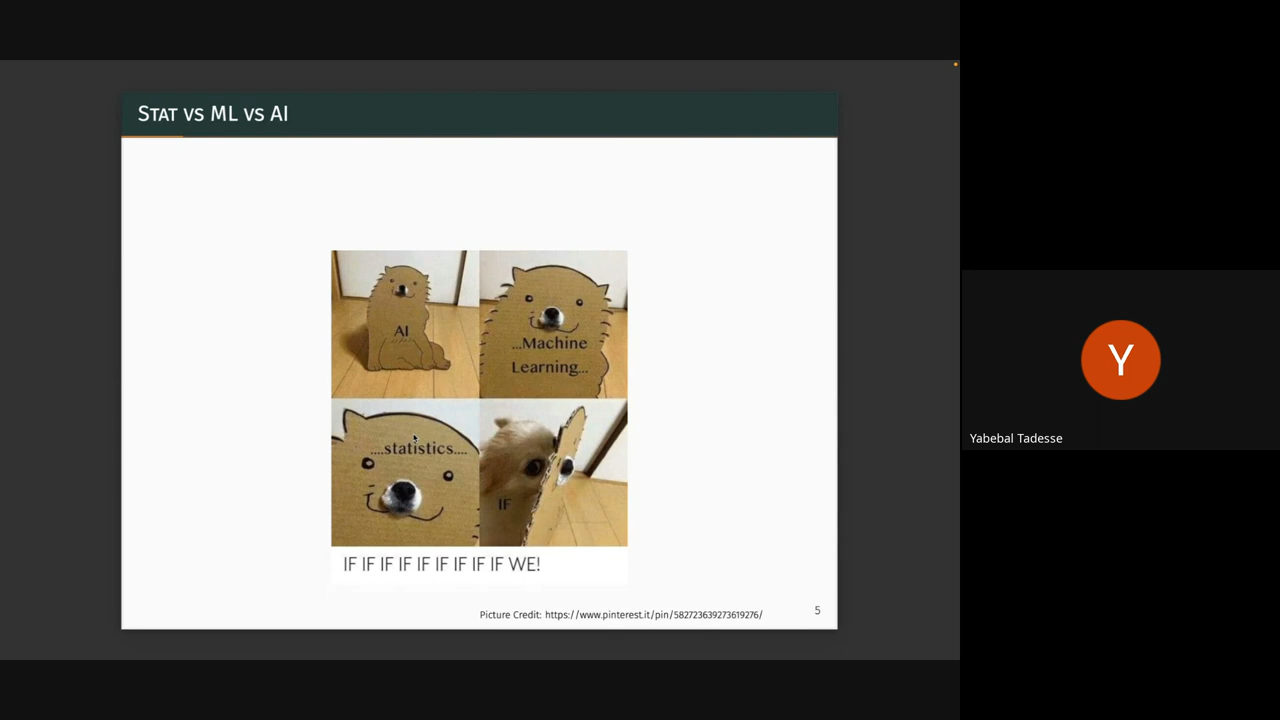 STAT VS ML VS AI
AI
...Machine
Learning...
....statistics....
IF
IF IF IF IF IF IF IF IF IF WE!
Picture Credit: https://www.pinterest.it/pin/582723639273619276/
5
Y
Yabebal Tadesse